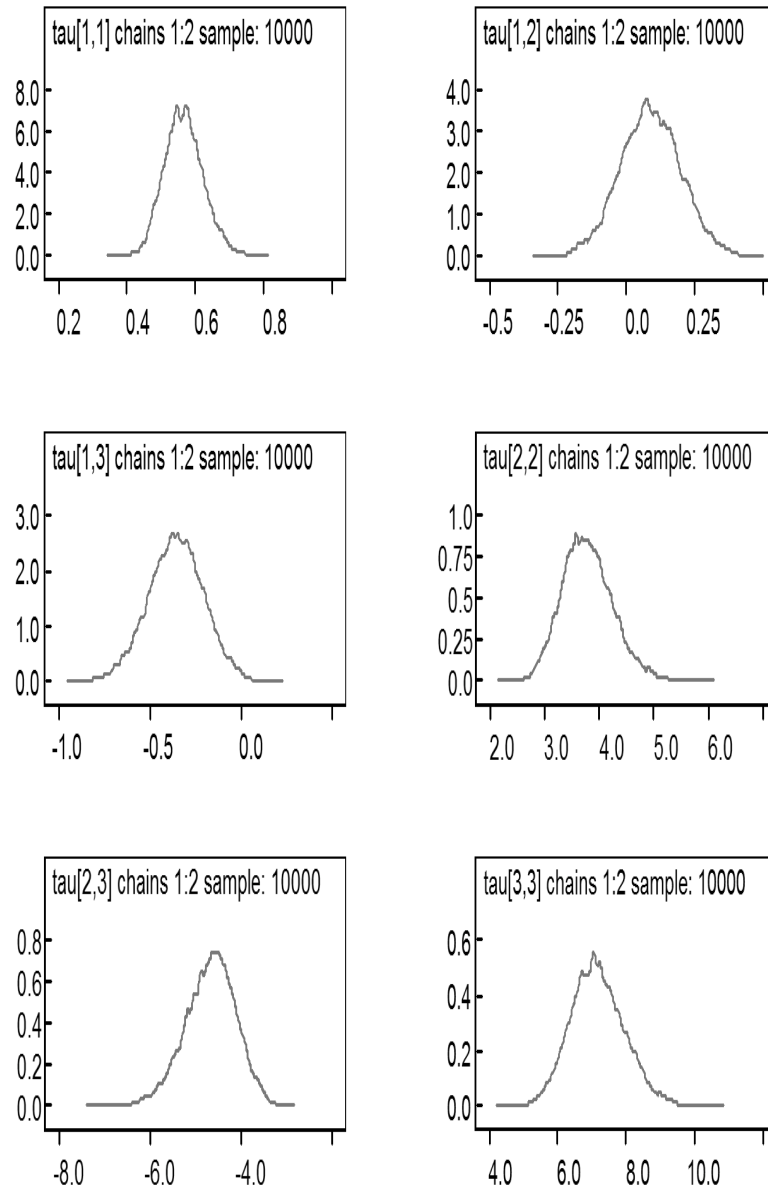 tau[1,1] chains 1:2 sample: 10000
8.0
6.0
4.0
2.0
0.0
0.2 0.4 0.6 0.8
tau[1,2] chains 1:2 sample: 10000
4.0
3.0
2.0
1.0
0.0
-0.5 -0.25 0.0 0.25
tau[1,3] chains 1:2 sample: 10000
3.0
2.0
1.0
0.0
-1.0 -0.5 0.0
tau[2,2] chains 1:2 sample: 10000
1.0
0.75
0.5
0.25
0.0
2.0 3.0 4.0 5.0 6.0
tau[2,3] chains 1:2 sample: 10000
0.8
0.6
0.4
0.2
0.0
-8.0 -6.0 -4.0
tau[3,3] chains 1:2 sample: 10000
0.6
0.4
0.2
0.0
4.0 6.0 8.0 10.0